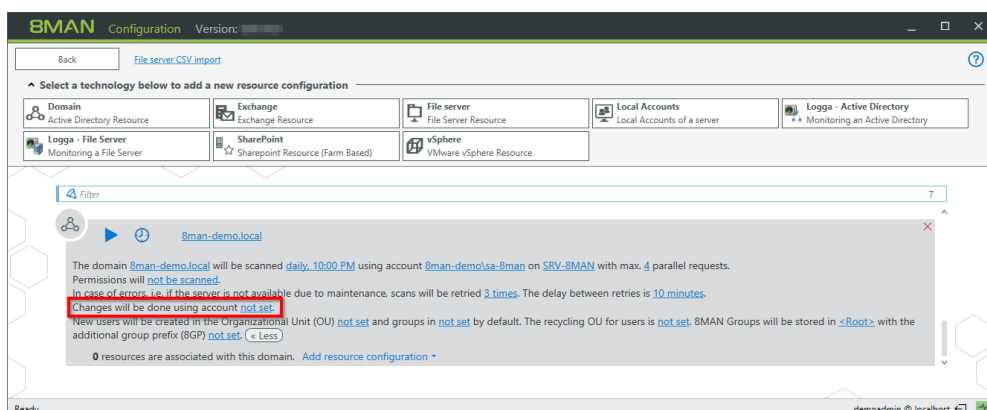 8MAN Configuration Version:
Back File server CSV import
Select a technology below to add a new resource configuration
Domain Exchange File server Local Accounts Logga - Active Directory
Active Directory Resource Exchange Resource File Server Resource Local Accounts of a server Monitoring an Active Directory
Logga - File Server SharePoint vSphere
Monitoring a File Server Sharepoint Resource (Farm Based) VMware vSphere Resource
Filter 7
8man-demo.local
The domain 8man-demo.local will be scanned daily, 10:00 PM using account 8man-demo\sa-8man on SRV-8MAN with max. 4 parallel requests.
Permissions will not be scanned.
In case of errors, i.e. if the server is not available due to maintenance, scans will be retried 3 times. The delay between retries is 10 minutes.
Changes will be done using account not set.
New users will be created in the Organizational Unit (OU) not set and groups in not set by default. The recycling OU for users is not set. 8MAN Groups will be stored in <Root> with the
additional group prefix (8GP) not set. « Less
0 resources are associated with this domain. Add resource configuration
Ready demoadmin @ localhost